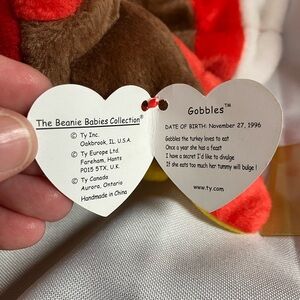 The Beanie Babies Collection®
© Ty Inc.
Oakbrook, IL. U.S.A
© Ty Europe Ltd.
Fareham, Hants
PO15 5TX, U.K.
© Ty Canada
Aurora, Ontario
Handmade in China
Gobbles™
DATE OF BIRTH: November 27, 1996
Gobbles the turkey loves to eat
Once a year she has a feast
I have a secret I'd like to divulge
If she eats too much her tummy will bulge !
www.ty.com